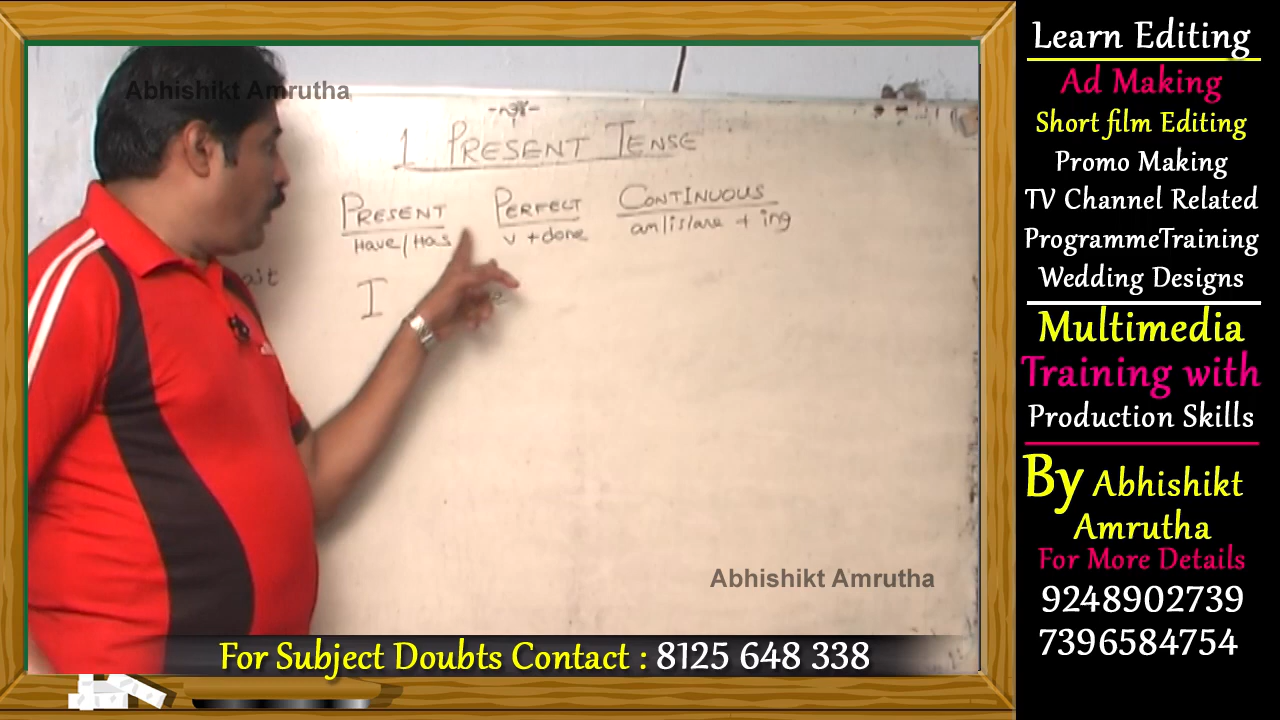 Abhishikt Amrutha
1 PRESENT TENSE
PRESENT PERFECT CONTINUOUS
Have/Has V + done am/is/are + ing
ait
I
Abhishikt Amrutha
For Subject Doubts Contact : 8125 648 338
Learn Editing
Ad Making
Short film Editing
Promo Making
TV Channel Related
ProgrammeTraining
Wedding Designs
Multimedia
Training with
Production Skills
By Abhishikt
Amrutha
For More Details
9248902739
7396584754